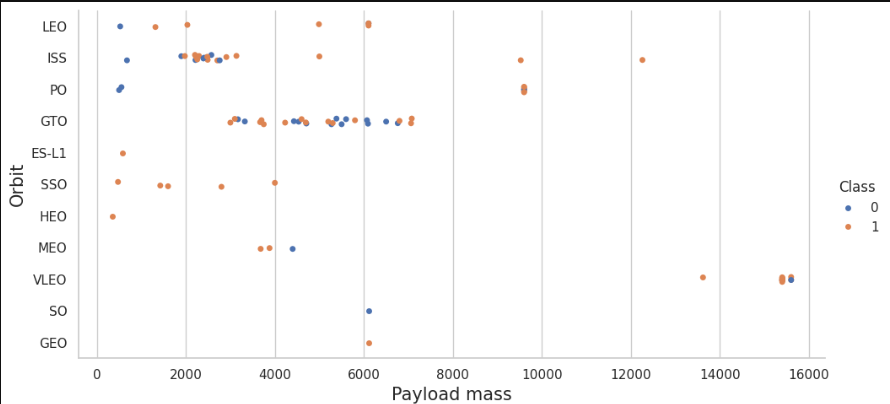 LEO
ISS
PO
GTO
ES-L1
SSO
HEO
MEO
VLEO
SO
GEO
Orbit
0 2000 4000 6000 8000 10000 12000 14000 16000
Payload mass
Class
0
1